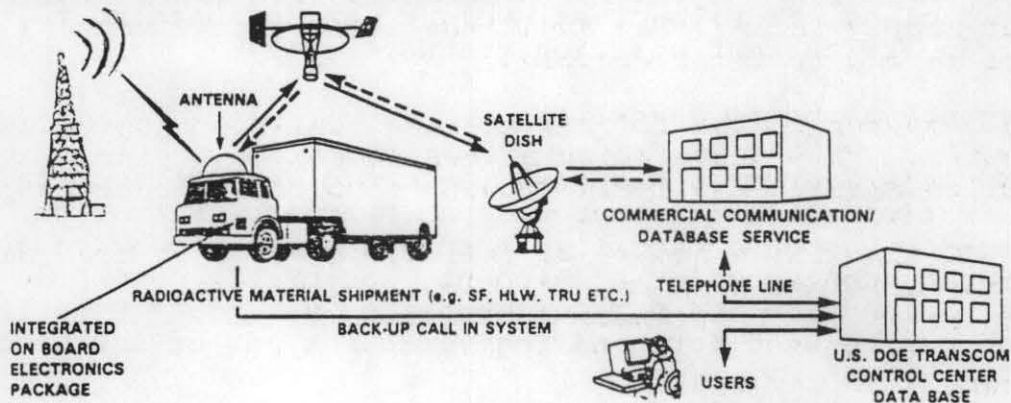 ANTENNA
SATELLITE
DISH
COMMERCIAL COMMUNICATION/
DATABASE SERVICE
RADIOACTIVE MATERIAL SHIPMENT (e.g. SF, HLW, TRU ETC.)
TELEPHONE LINE
BACK-UP CALL IN SYSTEM
INTEGRATED
ON BOARD
ELECTRONICS
PACKAGE
USERS
U.S. DOE TRANSCOM
CONTROL CENTER
DATA BASE